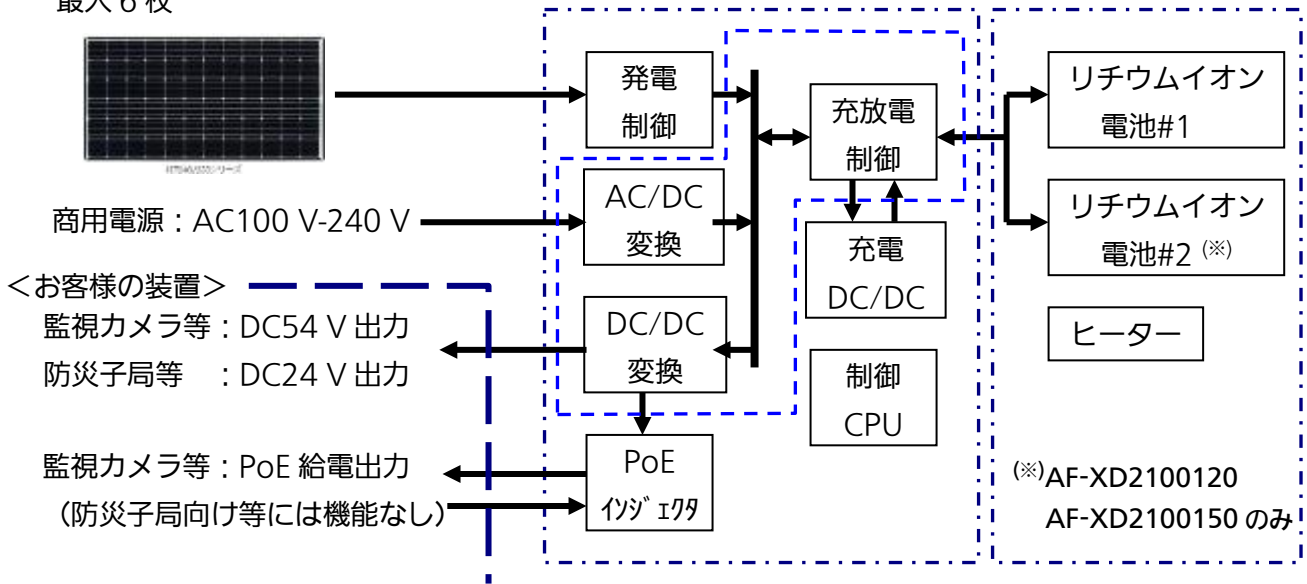 最大6枚
商用電源：AC100 V-240 V
＜お客様の装置＞
監視カメラ等：DC54 V 出力
防災子局等　：DC24 V 出力
監視カメラ等：PoE 給電出力
（防災子局向け等には機能なし）
発電
制御
AC/DC
変換
DC/DC
変換
PoE
ｲﾝｼﾞｪｸﾀ
充放電
制御
充電
DC/DC
制御
CPU
リチウムイオン
電池#1
リチウムイオン
電池#2 (※)
ヒーター
(※)AF-XD2100120
AF-XD2100150 のみ